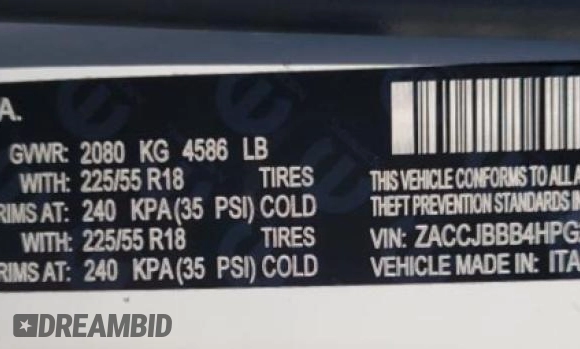 A.
GVWR: 2080 KG 4586 LB
WITH: 225/55 R18 TIRES
RIMS AT: 240 KPA(35 PSI) COLD
WITH: 225/55 R18 TIRES
RIMS AT: 240 KPA(35 PSI) COLD
THIS VEHICLE CONFORMS TO ALL A
THEFT PREVENTION STANDARDS IN
VIN: ZACCJBBB4HPG
VEHICLE MADE IN: ITA
DREAMBID